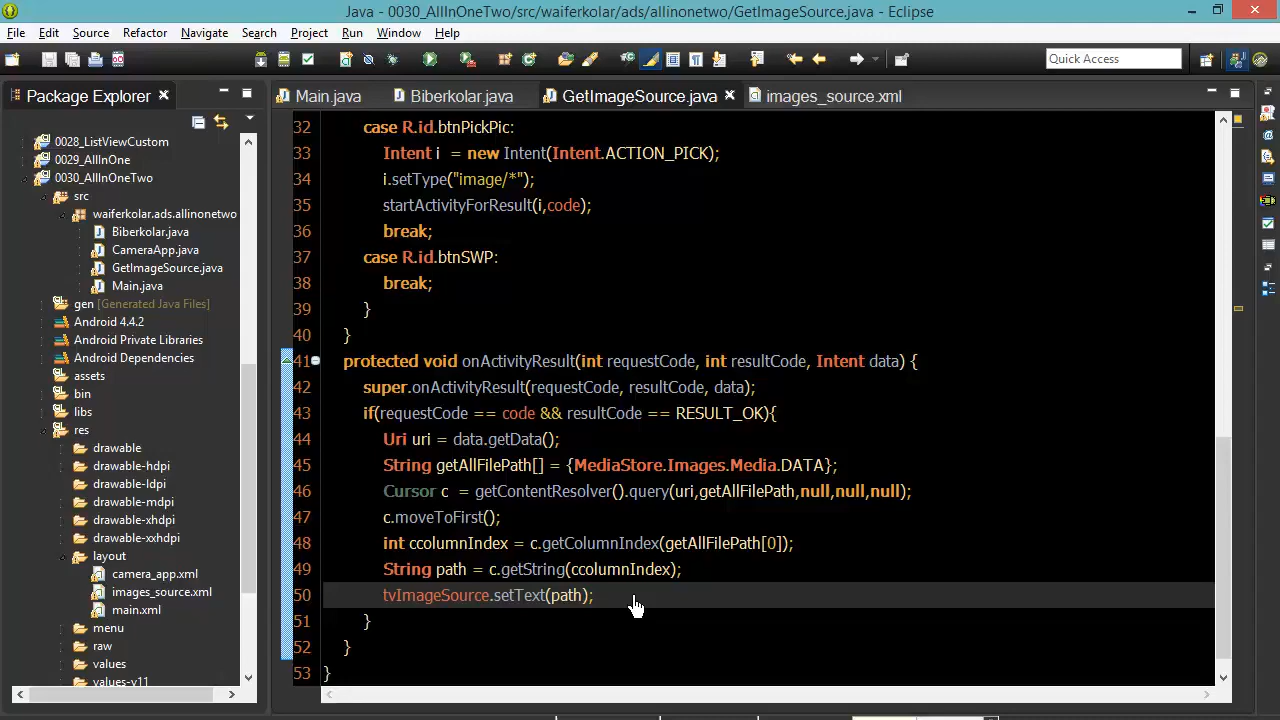 Java - 0030_AllInOneTwo/src/waiferkolar/ads/allinonetwo/GetImageSource.java - Eclipse
File Edit Source Refactor Navigate Search Project Run Window Help
Quick Access
Package Explorer
Main.java
Biberkolar.java
GetImageSource.java
images_source.xml
0028_ListViewCustom
0029_AllInOne
0030_AllInOneTwo
src
waiferkolar.ads.allinonetwo
Biberkolar.java
CameraApp.java
GetImageSource.java
Main.java
gen [Generated Java Files]
Android 4.4.2
Android Private Libraries
Android Dependencies
assets
bin
libs
res
drawable
drawable-hdpi
drawable-ldpi
drawable-mdpi
drawable-xhdpi
drawable-xxhdpi
layout
camera_app.xml
images_source.xml
main.xml
menu
raw
values
values-v11
32 case R.id.btnPickPic:
33 Intent i  = new Intent(Intent.ACTION_PICK);
34 i.setType("image/*");
35 startActivityForResult(i,code);
36 break;
37 case R.id.btnSWP:
38 break;
39 }
40 }
41 protected void onActivityResult(int requestCode, int resultCode, Intent data) {
42 super.onActivityResult(requestCode, resultCode, data);
43 if(requestCode == code && resultCode == RESULT_OK){
44 Uri uri = data.getData();
45 String getAllFilePath[] = {MediaStore.Images.Media.DATA};
46 Cursor c  = getContentResolver().query(uri,getAllFilePath,null,null,null);
47 c.moveToFirst();
48 int ccolumnIndex = c.getColumnIndex(getAllFilePath[0]);
49 String path = c.getString(ccolumnIndex);
50 tvImageSource.setText(path);
51 }
52 }
53 }